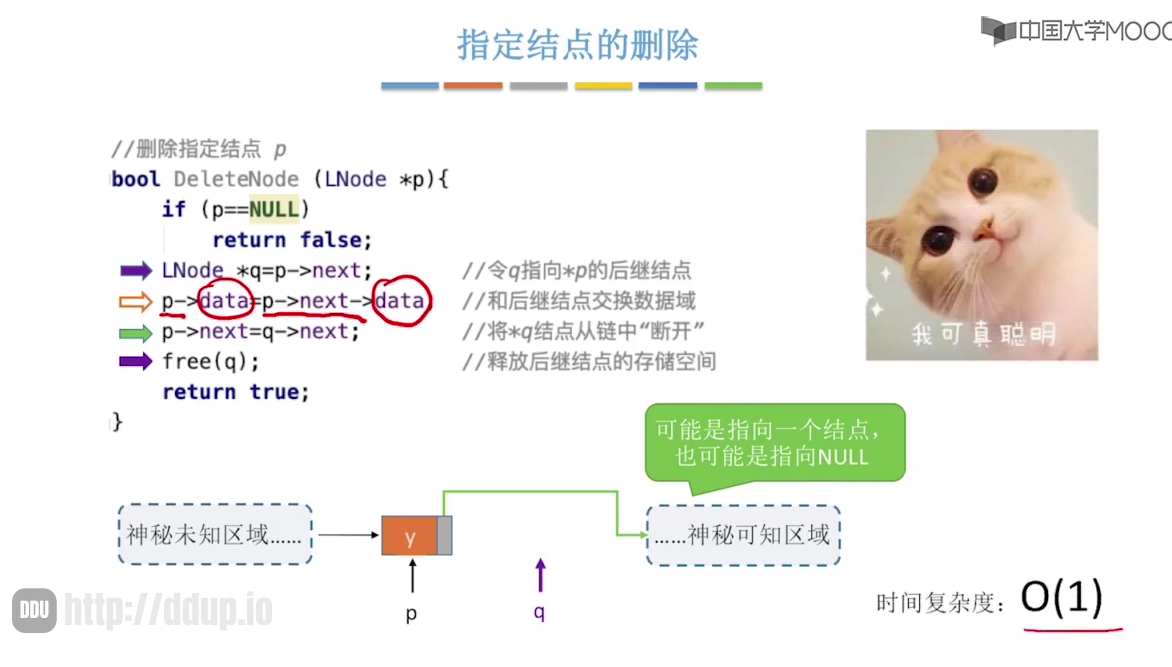 指定结点的删除
中国大学MOOC
//删除指定结点 p
bool DeleteNode (LNode *p){
if (p==NULL)
return false;
LNode *q=p->next; //令q指向*p的后继结点
p->data=p->next->data //和后继结点交换数据域
p->next=q->next; //将*q结点从链中“断开”
free(q); //释放后继结点的存储空间
return true;
}
我可真聪明
可能是指向一个结点，
也可能是指向NULL
神秘未知区域……
y
……神秘可知区域
p
q
时间复杂度：O(1)
DDU http://ddup.io